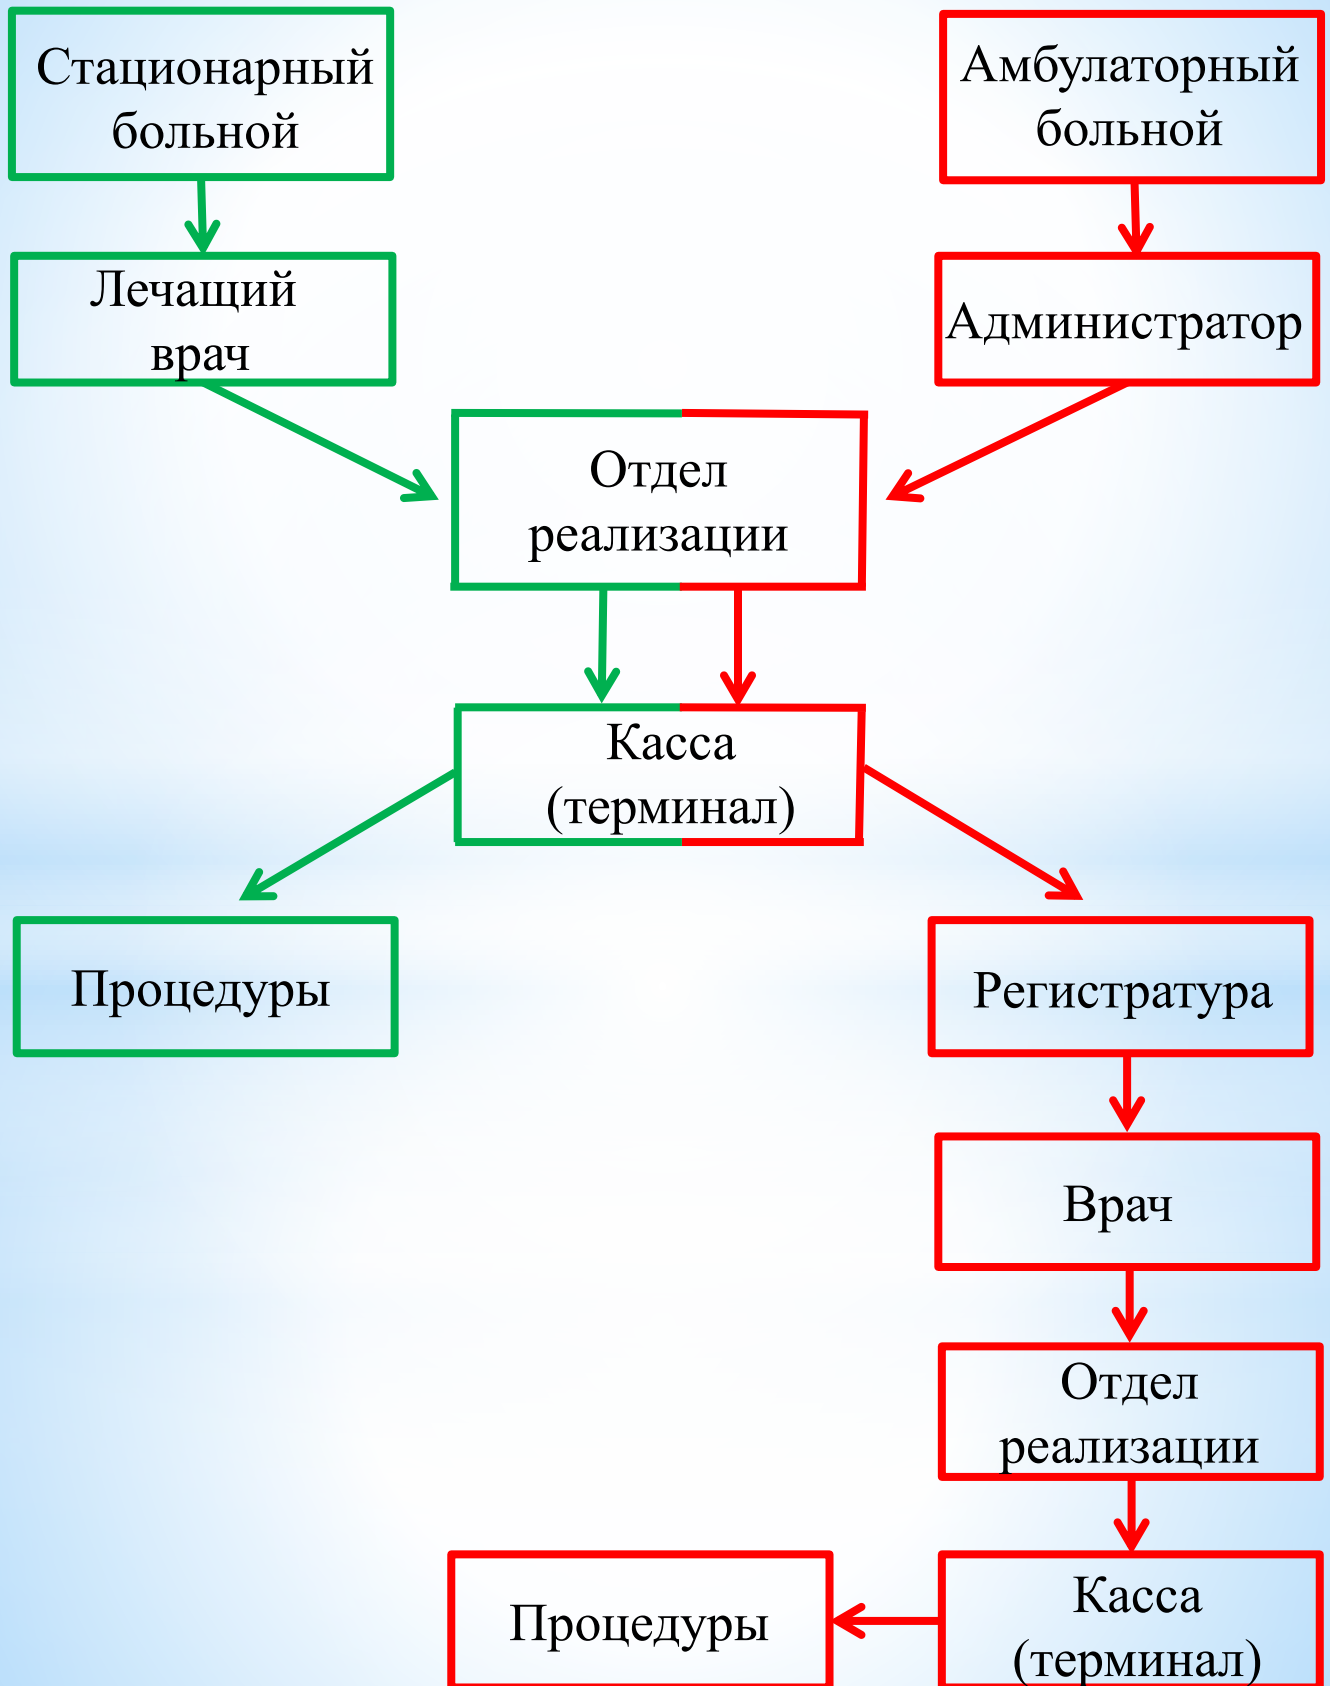 Стационарный
больной
Амбулаторный
больной
Лечащий
врач
Администратор
Отдел
реализации
Касса
(терминал)
Процедуры
Регистратура
Врач
Отдел
реализации
Касса
(терминал)
Процедуры